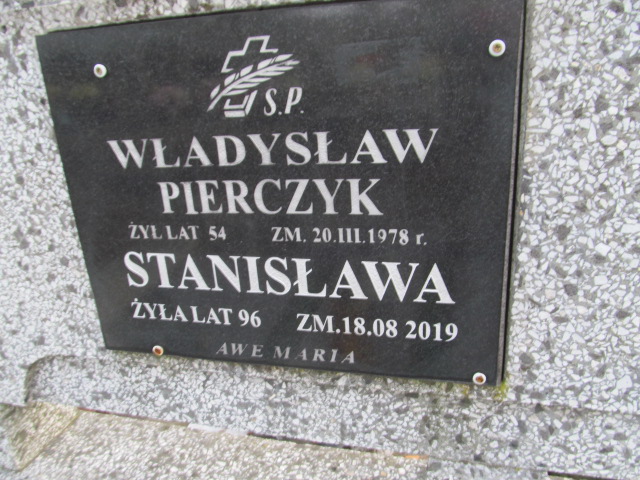 Ś.P.
WŁADYSŁAW
PIERCZYK
ŻYŁ LAT 54 ZM. 20.III.1978 r.
STANISŁAWA
ŻYŁA LAT 96 ZM.18.08 2019
AWE MARIA